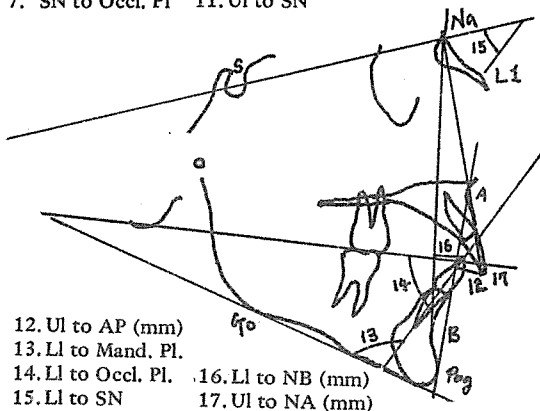 7. SN to Occl. Pl 11. Ul to SN
Na
15
S
L1
A
16
12 17
14
B
13
Go
Pog
12. Ul to AP (mm)
13. Ll to Mand. Pl.
14. Ll to Occl. Pl. 16. Ll to NB (mm)
15. Ll to SN 17. Ul to NA (mm)